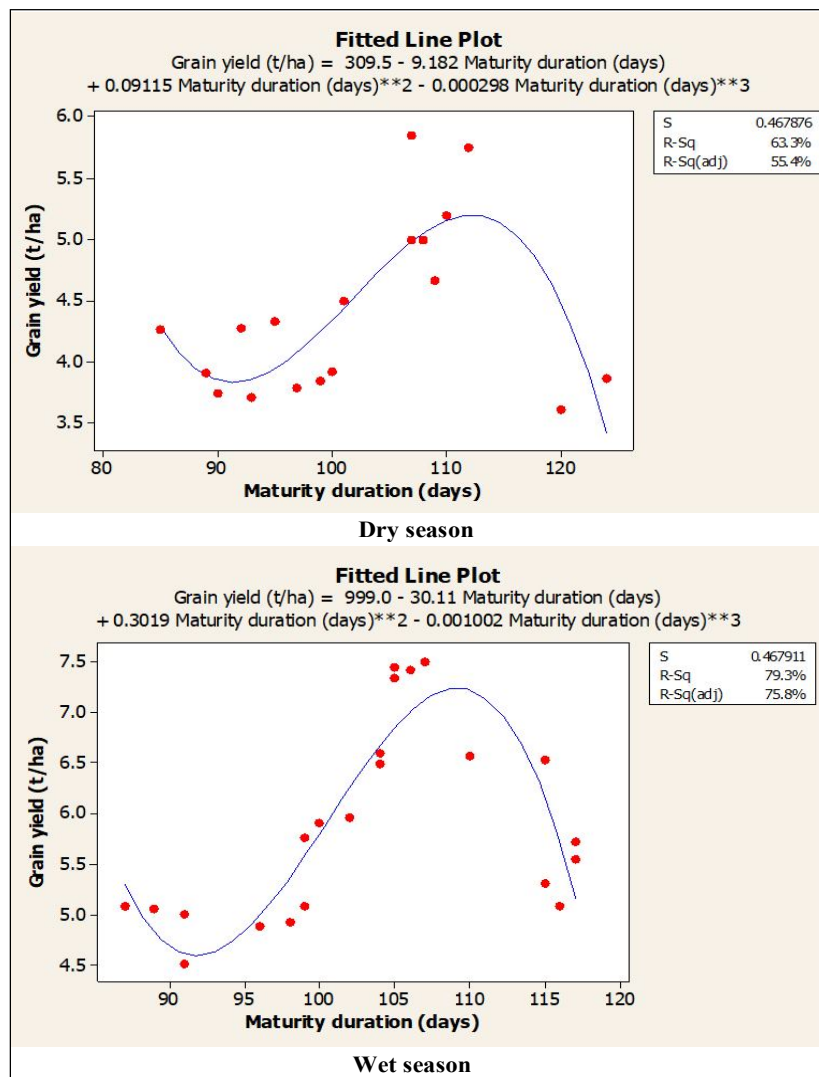 Fitted Line Plot
Grain yield (t/ha) = 309.5 - 9.182 Maturity duration (days)
+ 0.09115 Maturity duration (days)**2 - 0.000298 Maturity duration (days)**3
S 0.467876
R-Sq 63.3%
R-Sq(adj) 55.4%
6.0
5.5
5.0
4.5
4.0
3.5
Grain yield (t/ha)
80 90 100 110 120
Maturity duration (days)
Dry season
Fitted Line Plot
Grain yield (t/ha) = 999.0 - 30.11 Maturity duration (days)
+ 0.3019 Maturity duration (days)**2 - 0.001002 Maturity duration (days)**3
S 0.467911
R-Sq 79.3%
R-Sq(adj) 75.8%
7.5
7.0
6.5
6.0
5.5
5.0
4.5
Grain yield (t/ha)
90 95 100 105 110 115 120
Maturity duration (days)
Wet season